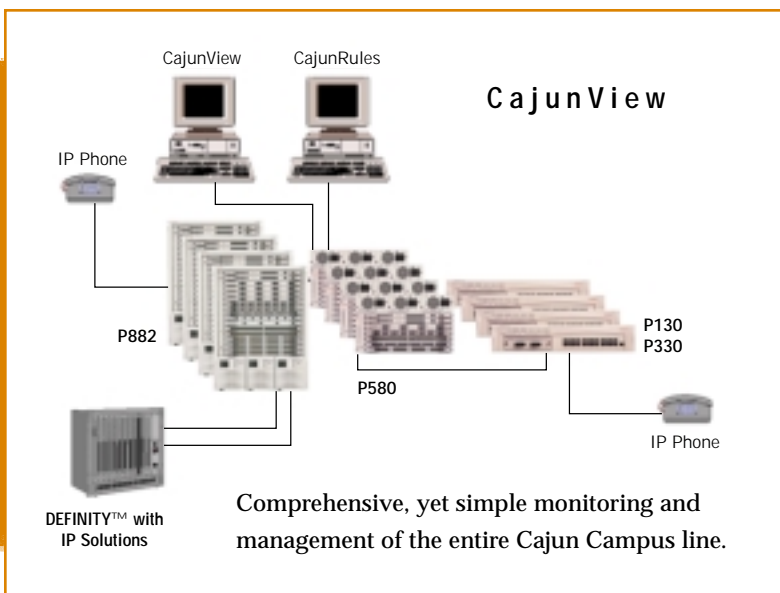 CajunView
CajunRules
CajunView
IP Phone
P882
P580
P130
P330
IP Phone
DEFINITY™ with
IP Solutions
Comprehensive, yet simple monitoring and
management of the entire Cajun Campus line.